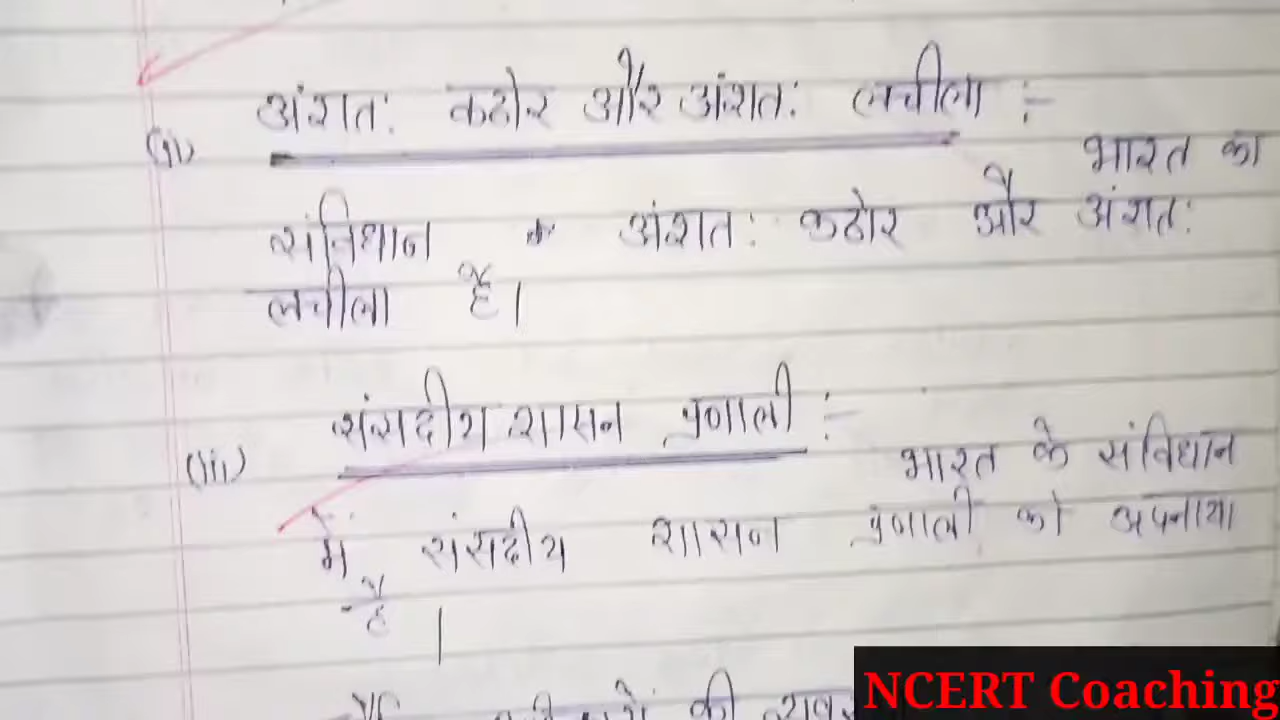 अंशतः कठोर और अंशतः लचीला :-
(ii) भारत का
संविधान अंशतः कठोर और अंशतः
लचीला है।
संसदीय शासन प्रणाली :-
(iii) भारत के संविधान
में संसदीय शासन प्रणाली को अपनाया
है।
की
NCERT Coaching